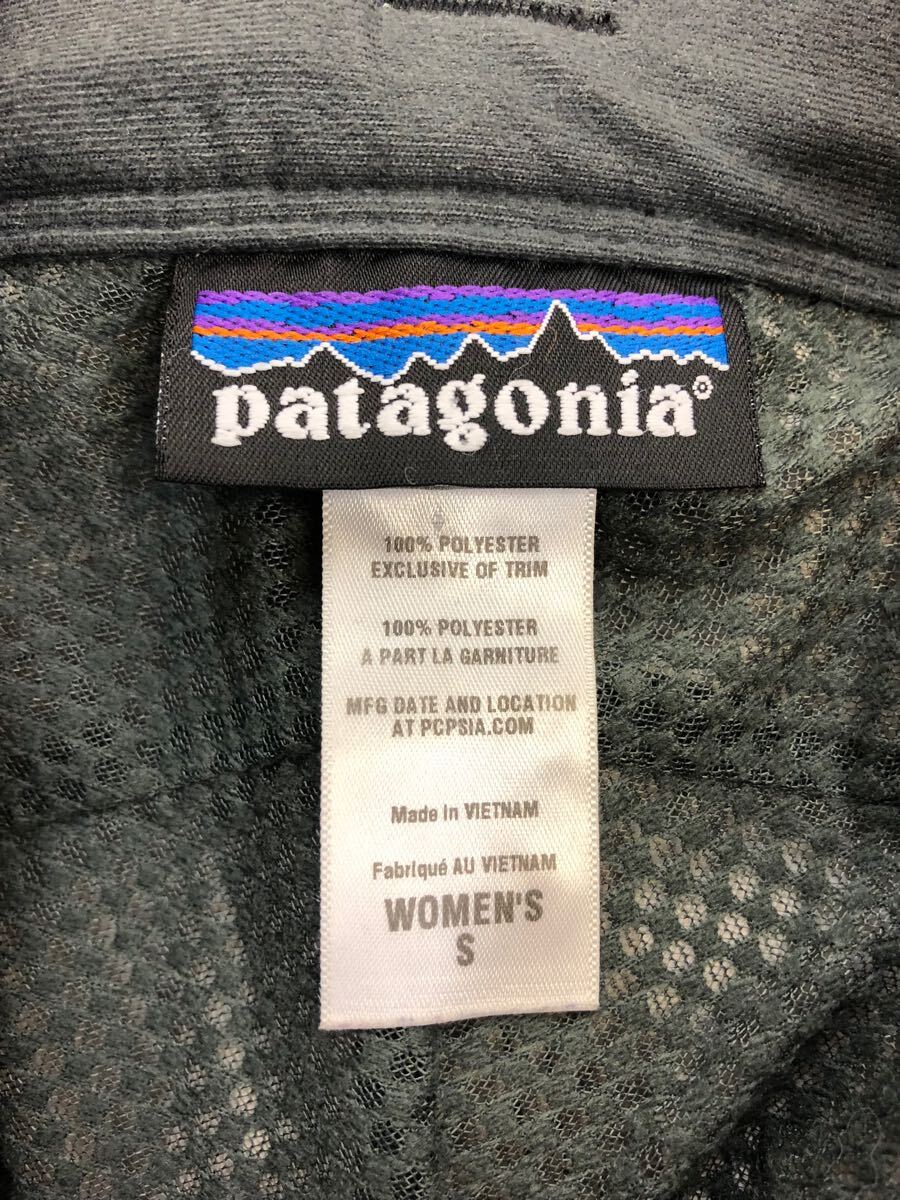 patagonia®
100% POLYESTER
EXCLUSIVE OF TRIM
100% POLYESTER
A PART LA GARNITURE
MFG DATE AND LOCATION
AT PCPSIA.COM
Made in VIETNAM
Fabriqué AU VIETNAM
WOMEN'S
S